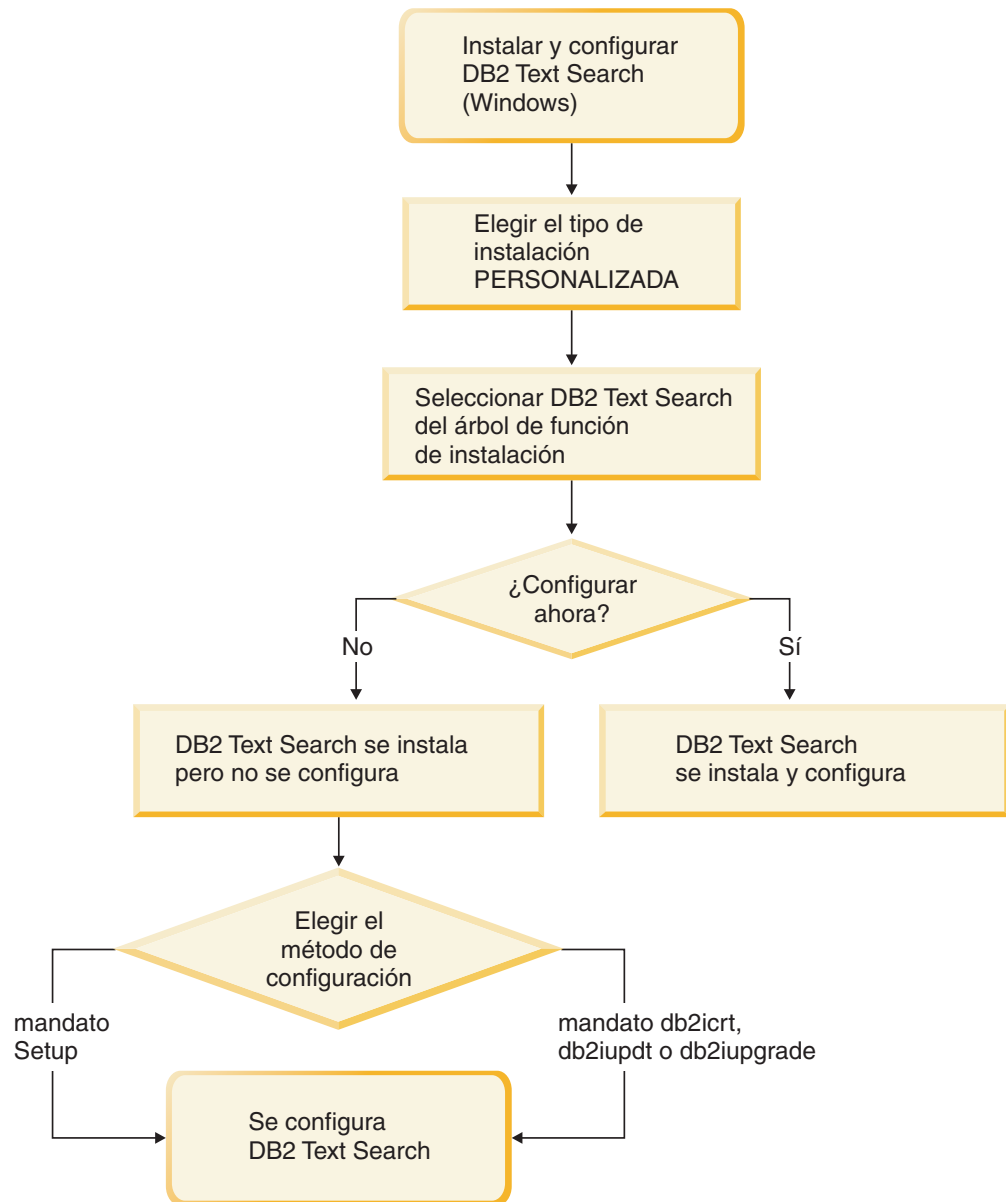 Instalar y configurar
DB2 Text Search
(Windows)
Elegir el tipo de
instalación
PERSONALIZADA
Seleccionar DB2 Text Search
del árbol de función
de instalación
¿Configurar
ahora?
No
Sí
DB2 Text Search se instala
pero no se configura
DB2 Text Search
se instala y configura
Elegir el
método de
configuración
mandato
Setup
mandato db2icrt,
db2iupdt o db2iupgrade
Se configura
DB2 Text Search